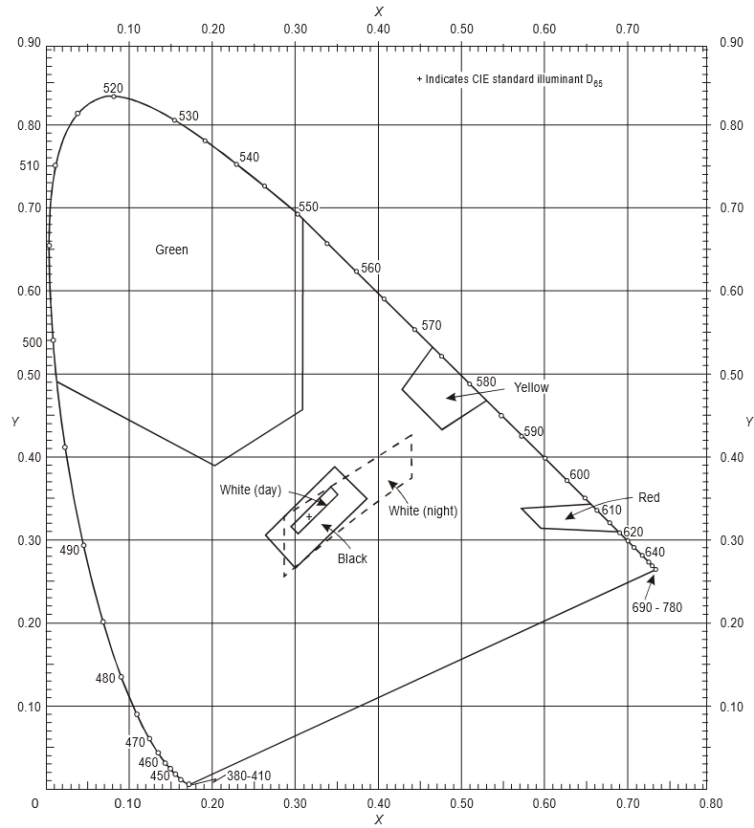 X
0.10 0.20 0.30 0.40 0.50 0.60 0.70
0.90 0.90
+ Indicates CIE standard illuminant D65
520
530
0.80 0.80
540
510
0.70 550 0.70
Green
560
0.60 0.60
570
500
0.50 580 0.50
Yellow
590
Y Y
0.40 0.40
600
White (day) Red
White (night) 610
620
0.30 Black 0.30
490 640
690 - 780
0.20 0.20
480
0.10 0.10
470
460
450 380-410
0 0.10 0.20 0.30 0.40 0.50 0.60 0.70 0.80
X